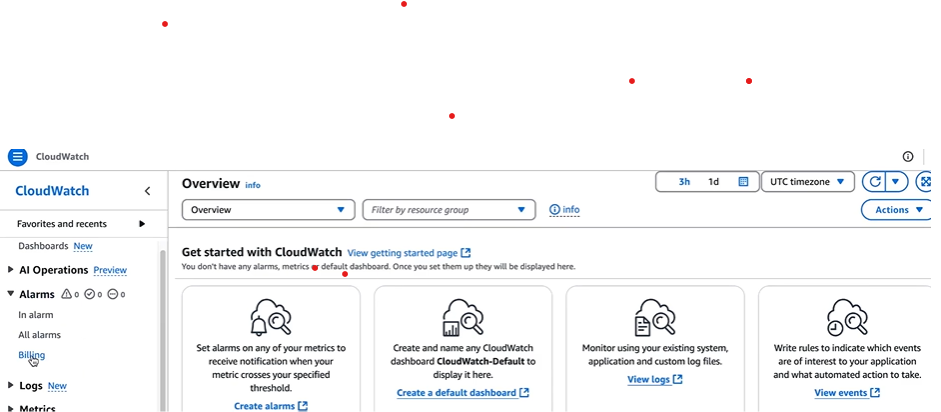 CloudWatch
CloudWatch
Favorites and recents
Dashboards New
AI Operations Preview
Alarms 0 0 0
In alarm
All alarms
Billing
Logs New
Metrics
Overview info
3h 1d UTC timezone
Overview Filter by resource group info
Actions
Get started with CloudWatch View getting started page
You don't have any alarms, metrics or default dashboard. Once you set them up they will be displayed here.
Set alarms on any of your metrics to
receive notification when your
metric crosses your specified
threshold.
Create alarms
Create and name any CloudWatch
dashboard CloudWatch-Default to
display it here.
Create a default dashboard
Monitor using your existing system,
application and custom log files.
View logs
Write rules to indicate which events
are of interest to your application
and what automated action to take.
View events